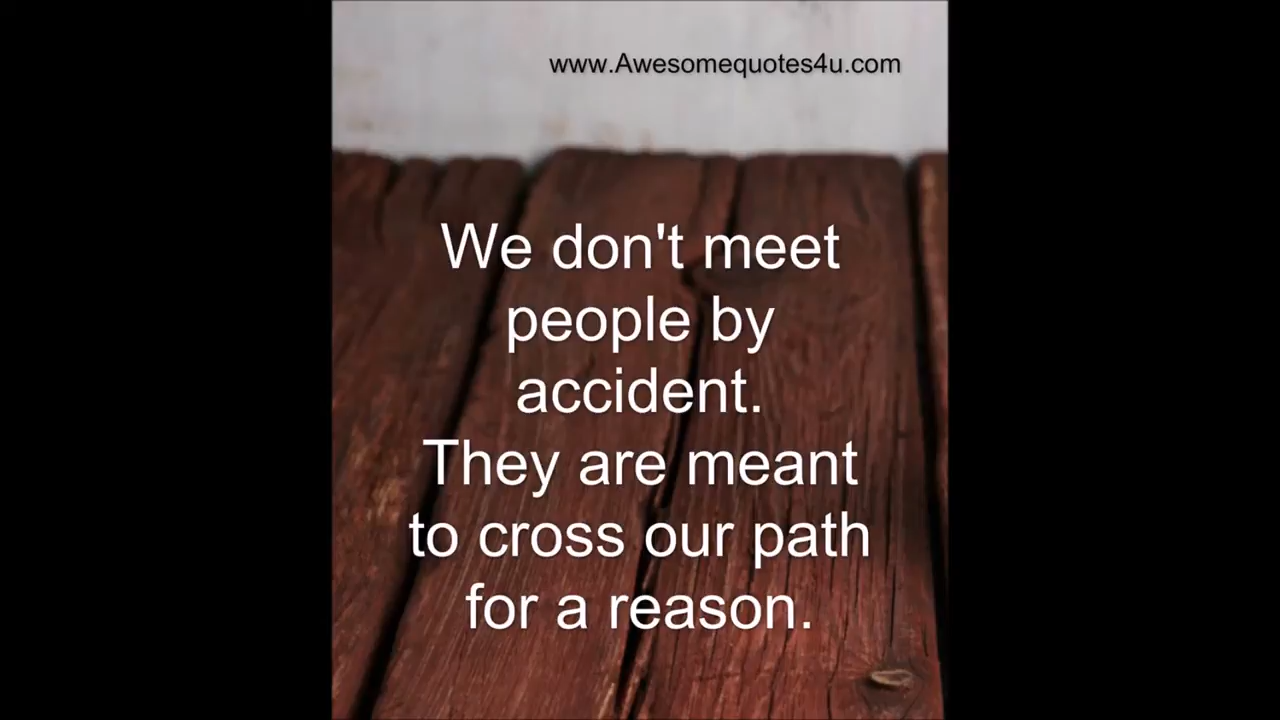 www.Awesomequotes4u.com
We don't meet
people by
accident.
They are meant
to cross our path
for a reason.